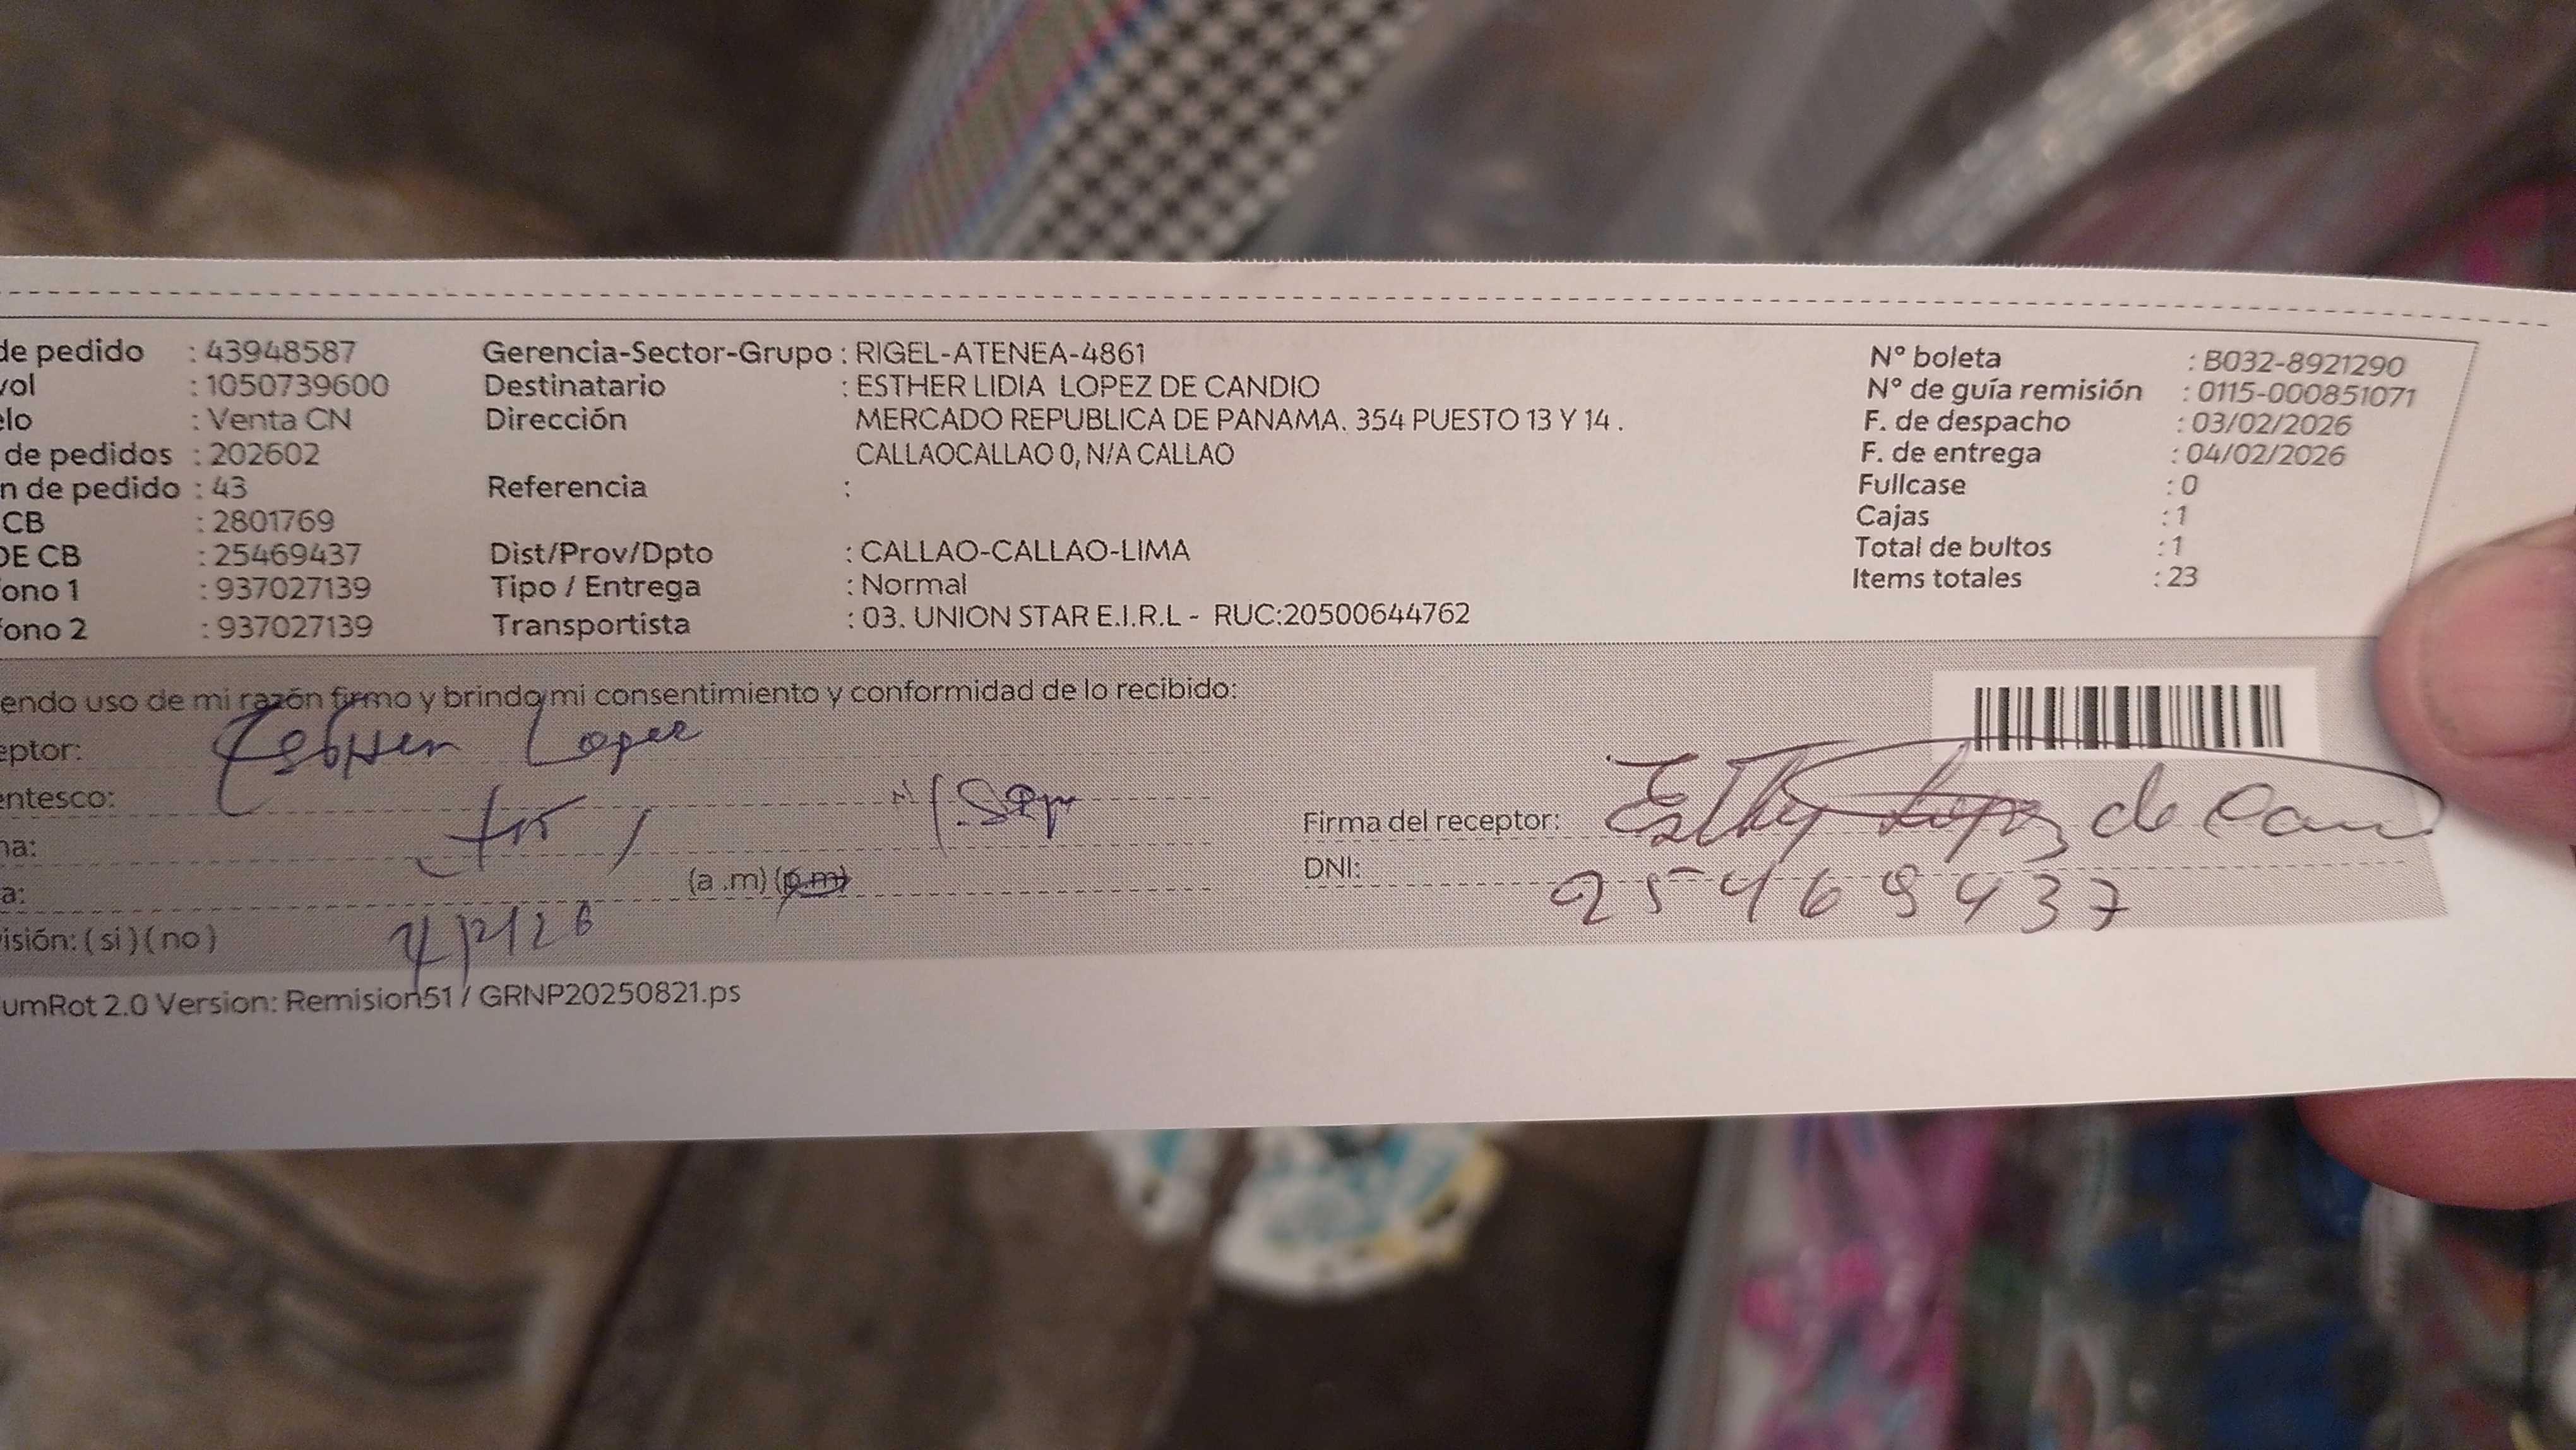 de pedido : 43948587 Gerencia-Sector-Grupo : RIGEL-ATENEA-4861 N° boleta : B032-8921290
vol : 1050739600 Destinatario : ESTHER LIDIA LOPEZ DE CANDIO N° de guía remisión : 0115-000851071
elo : Venta CN Dirección MERCADO REPUBLICA DE PANAMA. 354 PUESTO 13 Y 14 . F. de despacho : 03/02/2026
de pedidos : 202602 CALLAOCALLAO 0, N/A CALLAO F. de entrega : 04/02/2026
n de pedido : 43 Referencia : Fullcase : 0
CB : 2801769 Cajas : 1
DE CB : 25469437 Dist/Prov/Dpto : CALLAO-CALLAO-LIMA Total de bultos : 1
ono 1 : 937027139 Tipo / Entrega : Normal Items totales : 23
fono 2 : 937027139 Transportista : 03. UNION STAR E.I.R.L - RUC:20500644762
endo uso de mi razón firmo y brindo mi consentimiento y conformidad de lo recibido:
eptor: Esther Lopez
entesco:
na: Firma del receptor: Esther Lopez de Can
a: (a .m) (p.m) DNI: 25469437
isión: ( si ) ( no ) 4/2/26
umRot 2.0 Version: Remision51 / GRNP20250821.ps